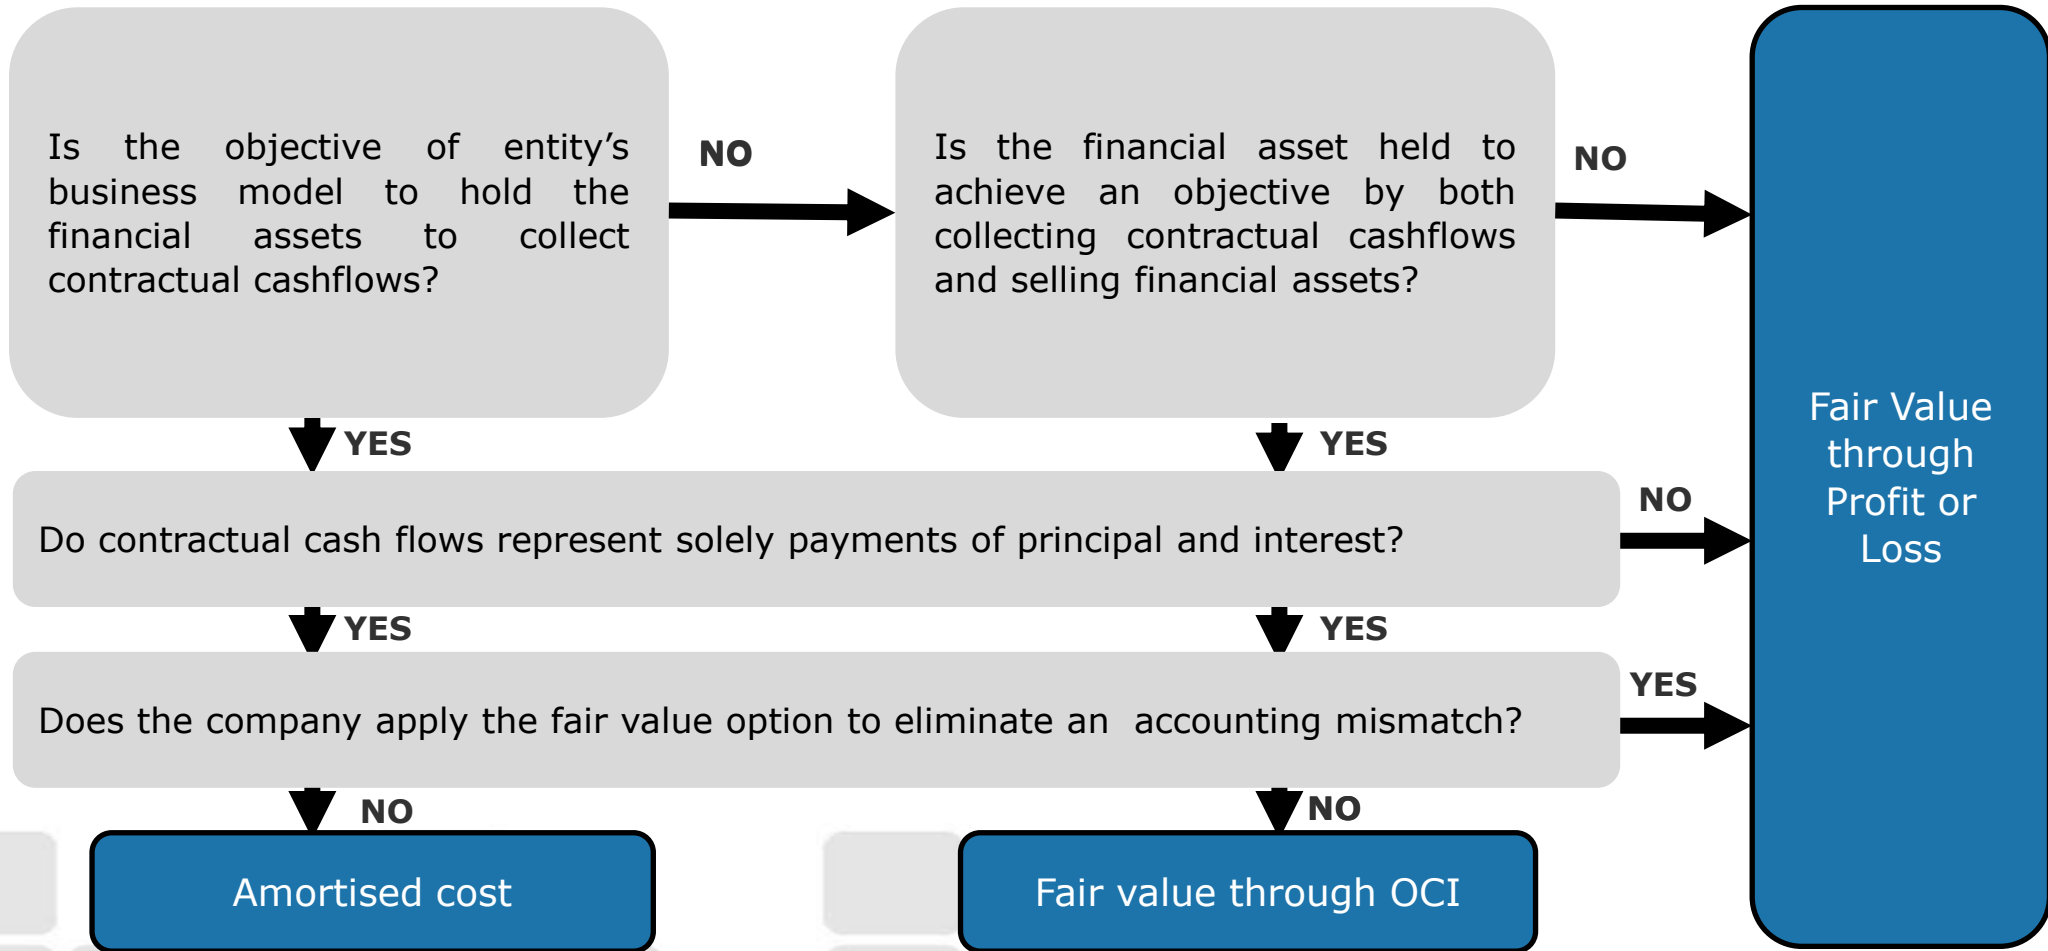 Is the objective of entity’s
business model to hold the
financial assets to collect
contractual cashflows?
NO
Is the financial asset held to
achieve an objective by both
collecting contractual cashflows
and selling financial assets?
NO
YES
YES
Do contractual cash flows represent solely payments of principal and interest?
NO
YES
YES
Does the company apply the fair value option to eliminate an  accounting mismatch?
YES
NO
NO
Amortised cost
Fair value through OCI
Fair Value
through
Profit or
Loss